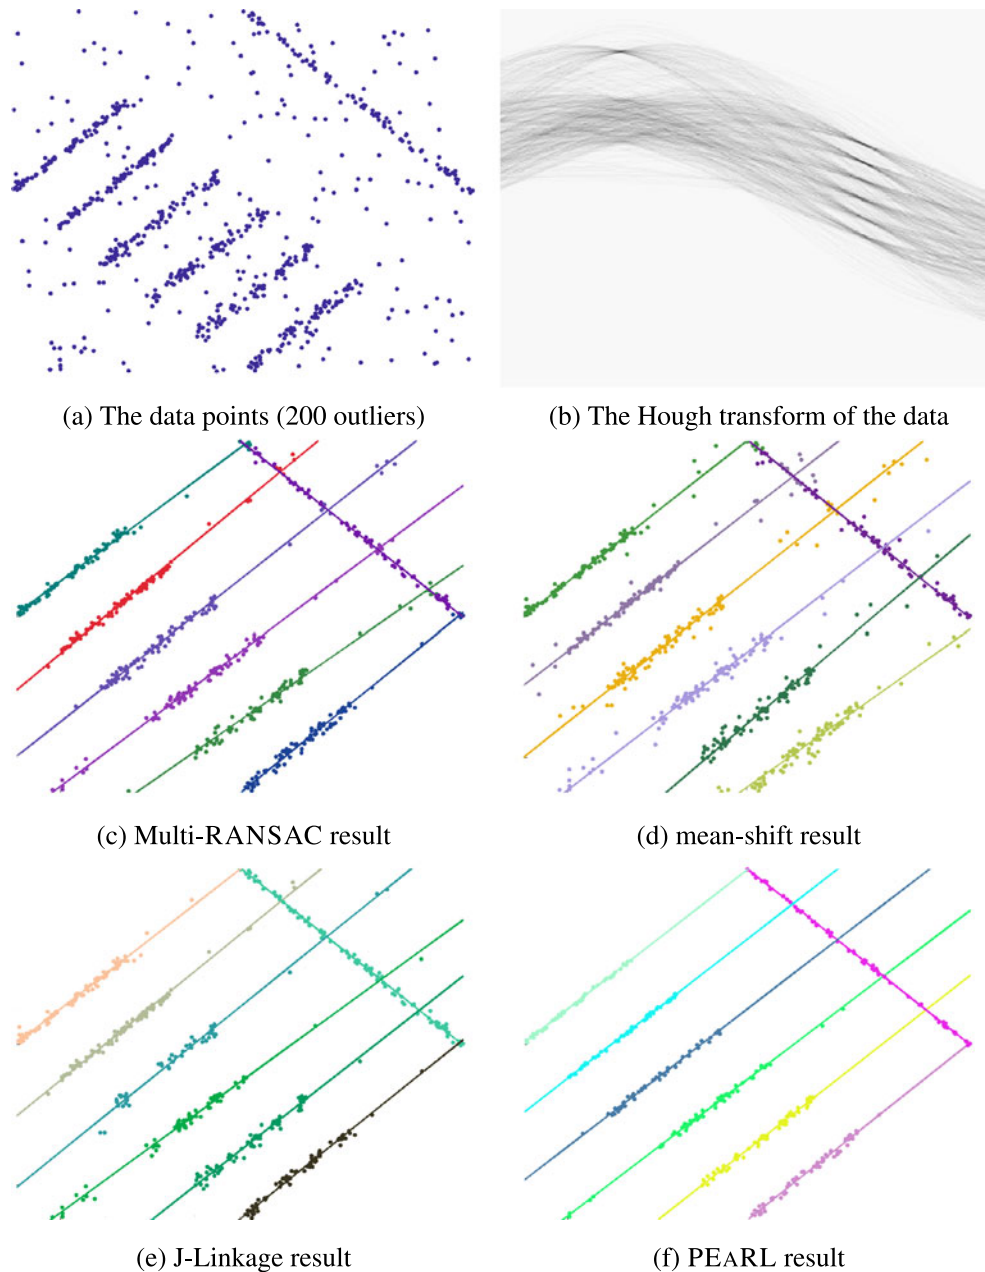 (a) The data points (200 outliers)
(b) The Hough transform of the data
(c) Multi-RANSAC result
(d) mean-shift result
(e) J-Linkage result
(f) PEARL result